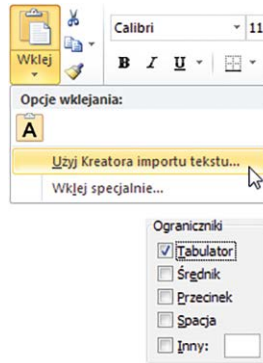 Calibri
11
Wklej
B I U
Opcje wklejania:
A
Użyj Kreatora importu tekstu...
Wklej specjalnie...
Ograniczniki
Tabulator
Średnik
Przecinek
Spacja
Inny: